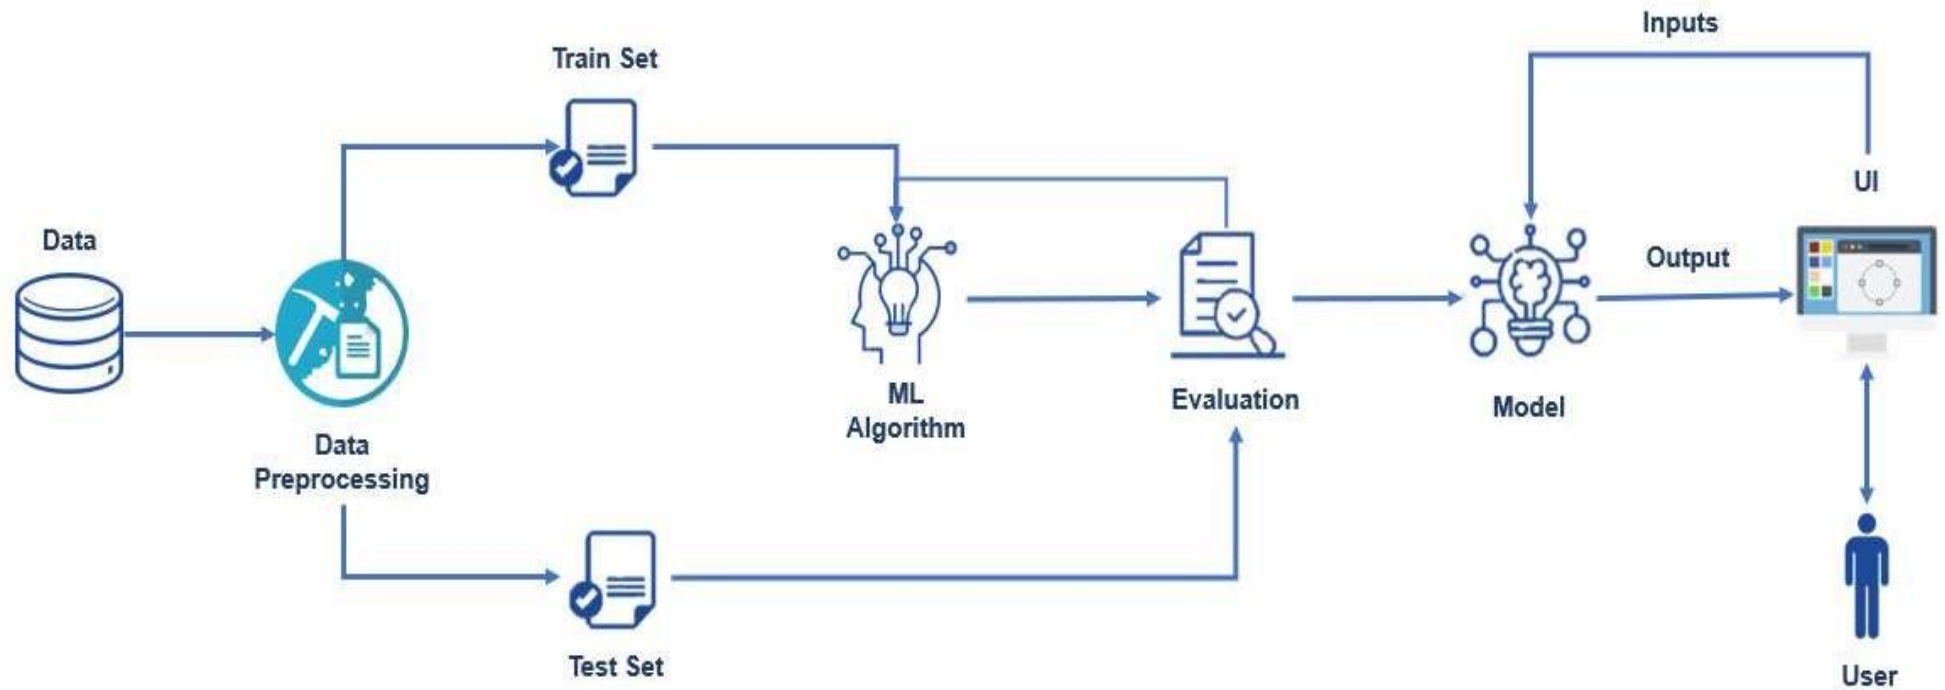 Inputs
Train Set
UI
Data
Output
ML
Algorithm
Evaluation
Model
Data
Preprocessing
Test Set
User